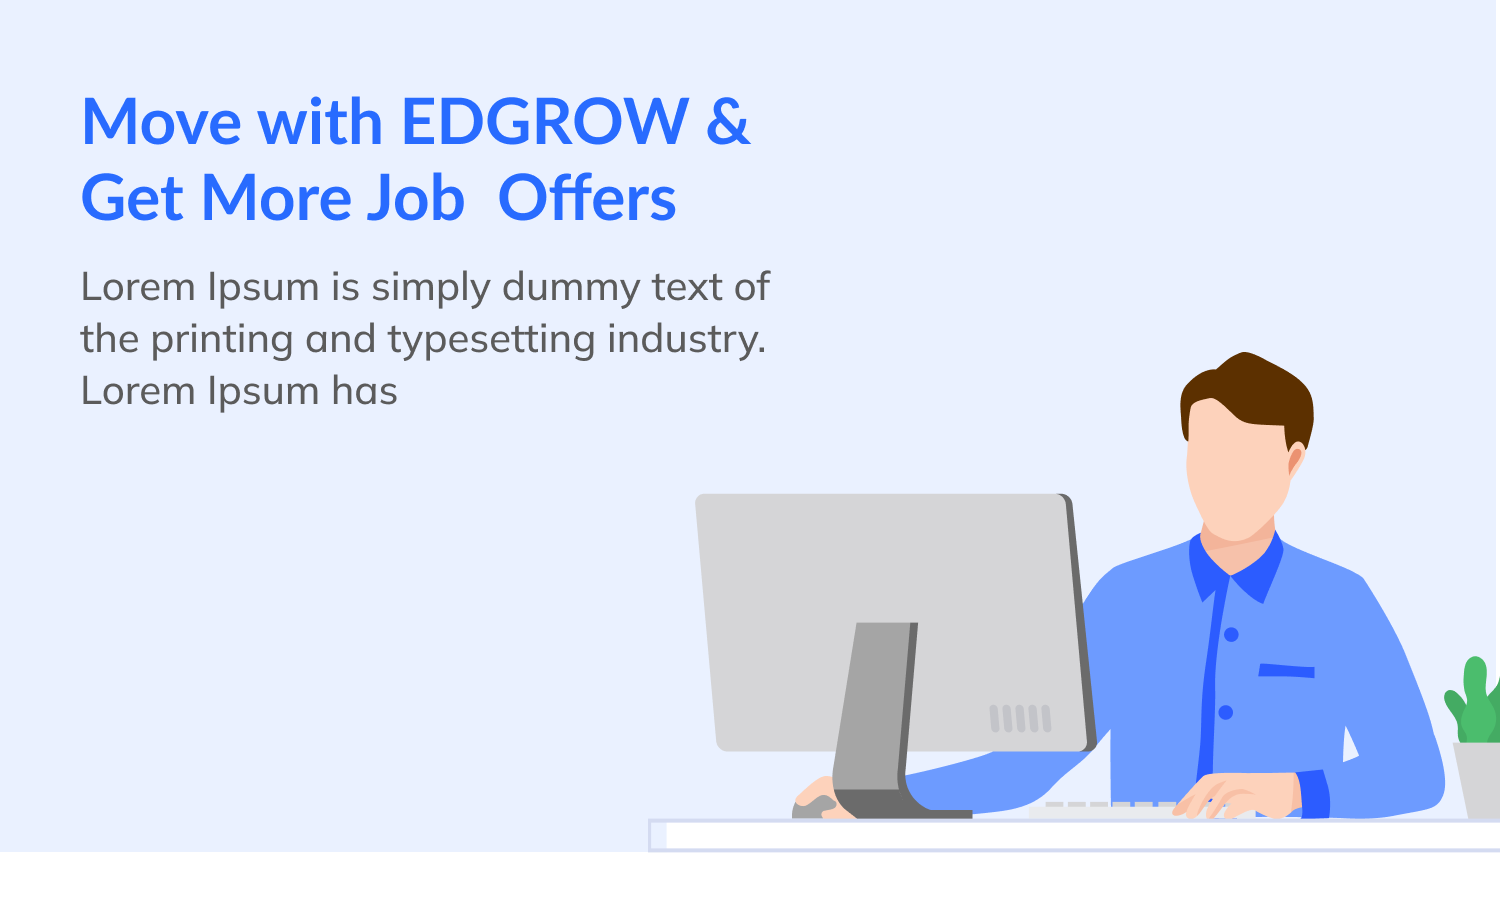 Move with EDGROW &
Get More Job  Offers
Lorem Ipsum is simply dummy text of
the printing and typesetting industry.
Lorem Ipsum has